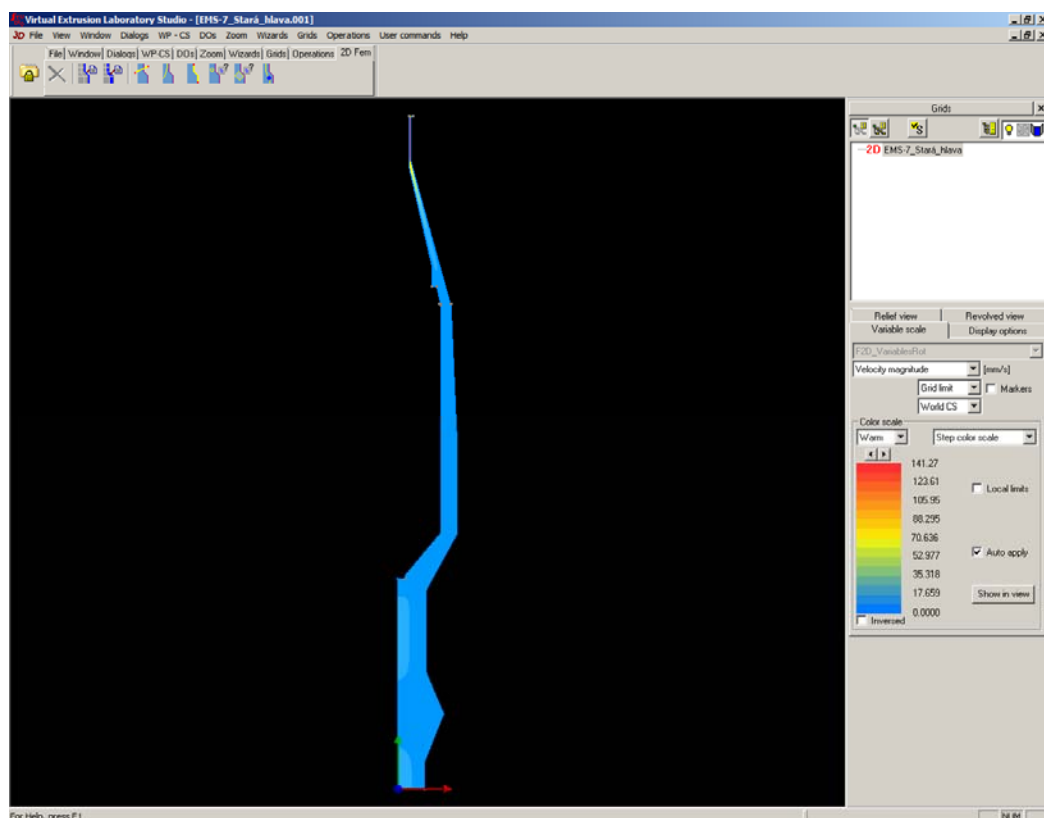 Virtual Extrusion Laboratory Studio - [EMS-7_Stará_hlava.001]
3D File View Window Dialogs WP - CS DOs Zoom Wizards Grids Operations User commands Help
File Window Dialogs WP-CS DOs Zoom Wizards Grids Operations 2D Fem
Grids
2D EMS-7_Stará_hlava
Relief view Revolved view
Variable scale Display options
F2D_VariablesRot
Velocity magnitude [mm/s]
Grid limit Markers
World CS
Color scale
Warm Step color scale
141.27
123.61
Local limits
105.95
88.295
70.636
52.977 Auto apply
35.318
17.659 Show in view
0.0000
Inversed
For Help, press F1
NUM